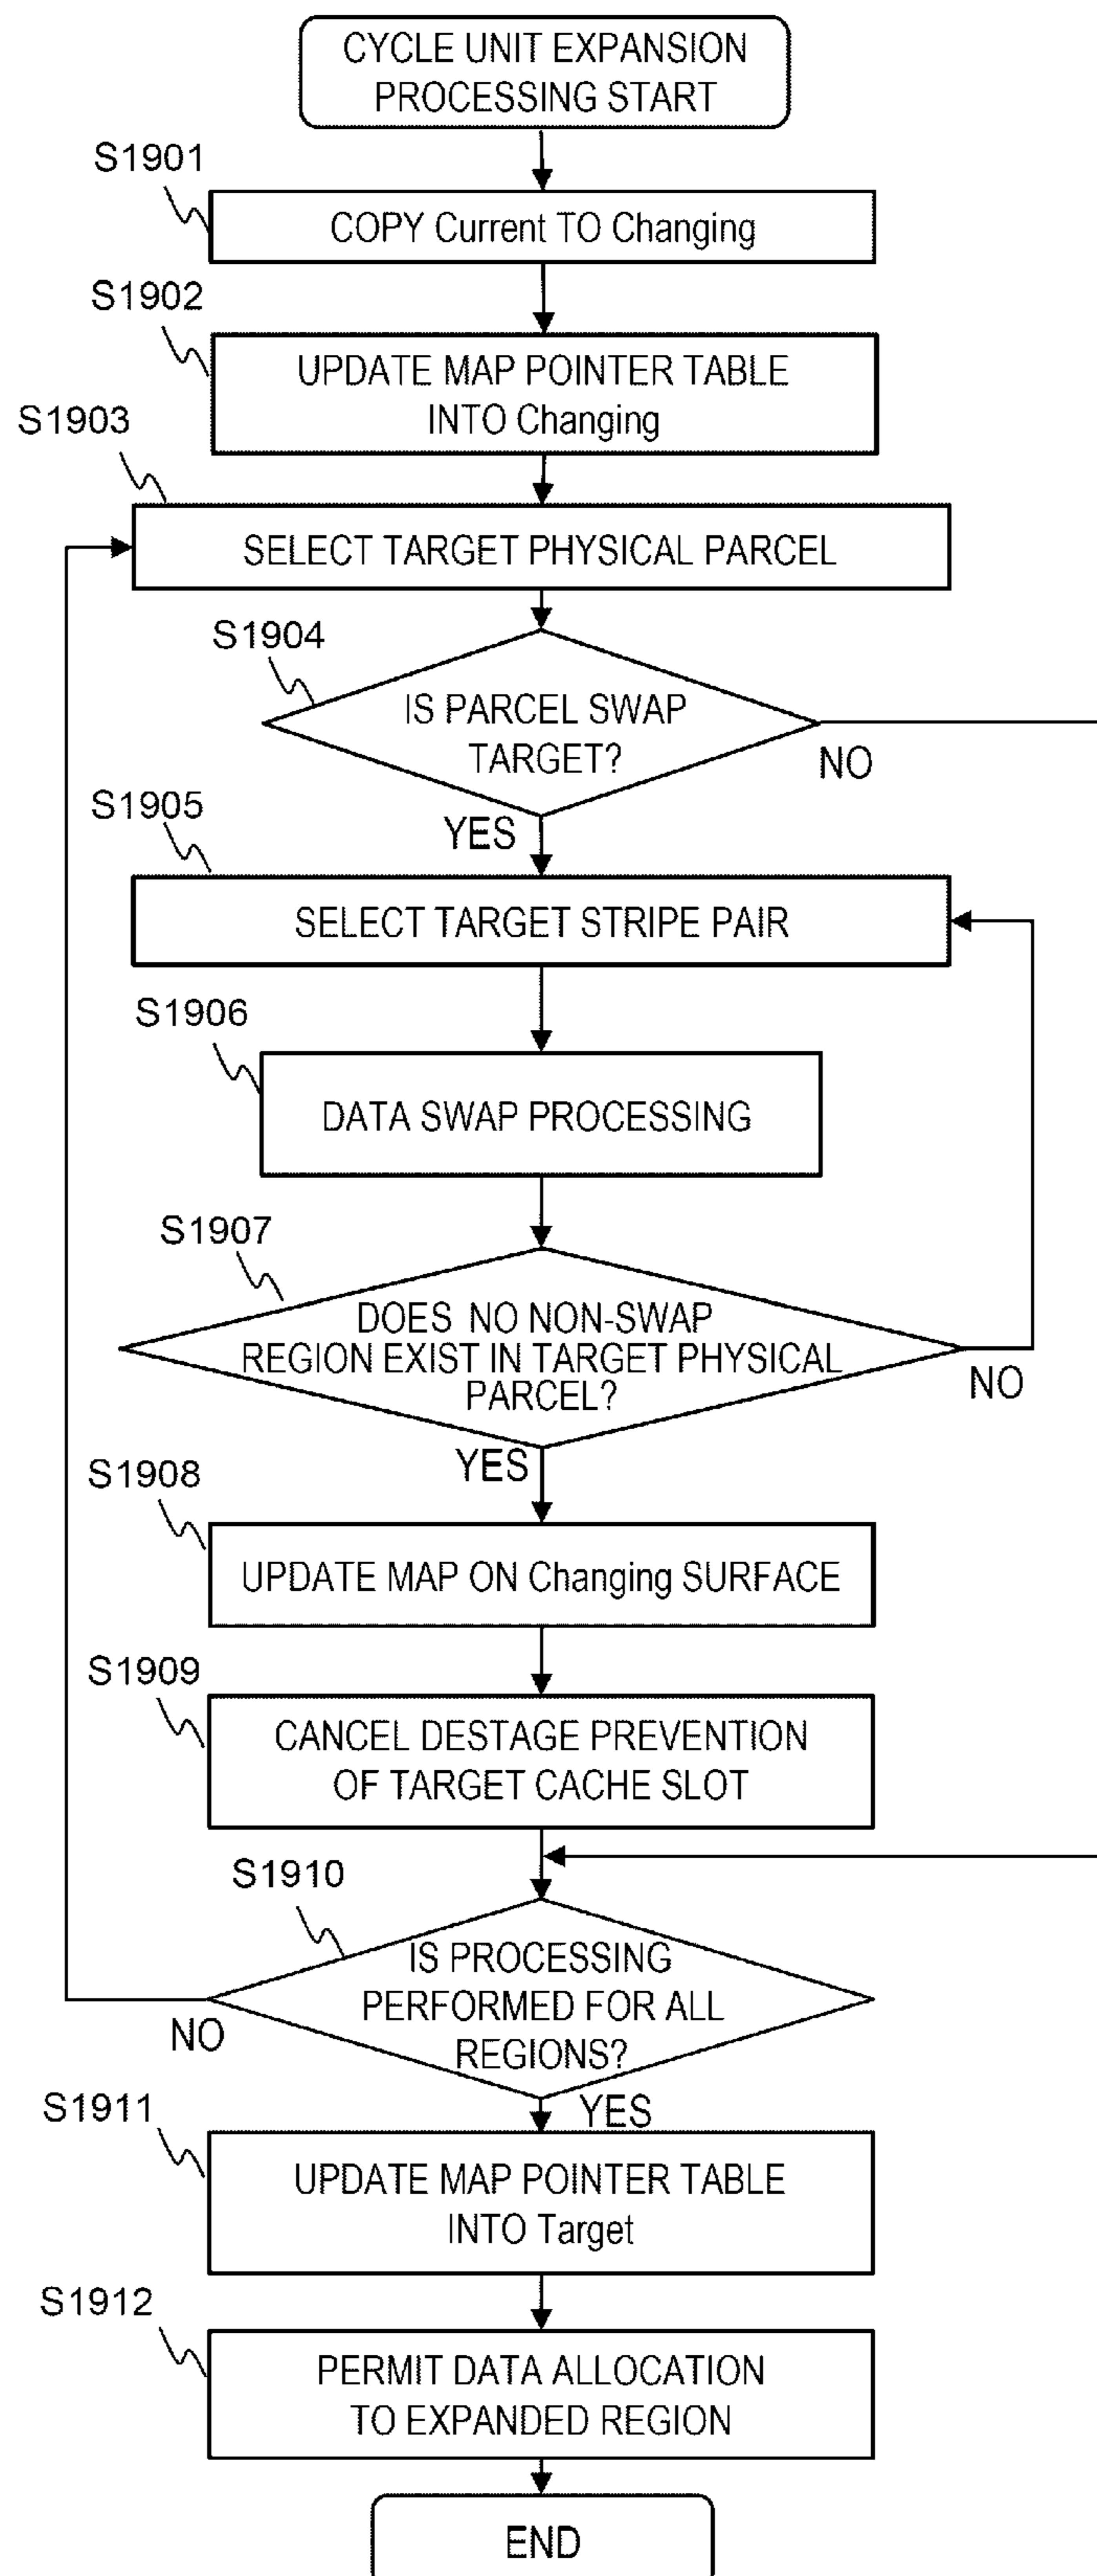 CYCLE UNIT EXPANSION
PROCESSING START
S1901
COPY Current TO Changing
S1902
UPDATE MAP POINTER TABLE
INTO Changing
S1903
SELECT TARGET PHYSICAL PARCEL
S1904
IS PARCEL SWAP
TARGET?
NO
YES
S1905
SELECT TARGET STRIPE PAIR
S1906
DATA SWAP PROCESSING
S1907
DOES NO NON-SWAP
REGION EXIST IN TARGET PHYSICAL
PARCEL?
NO
YES
S1908
UPDATE MAP ON Changing SURFACE
S1909
CANCEL DESTAGE PREVENTION
OF TARGET CACHE SLOT
S1910
IS PROCESSING
PERFORMED FOR ALL
REGIONS?
NO
YES
S1911
UPDATE MAP POINTER TABLE
INTO Target
S1912
PERMIT DATA ALLOCATION
TO EXPANDED REGION
END